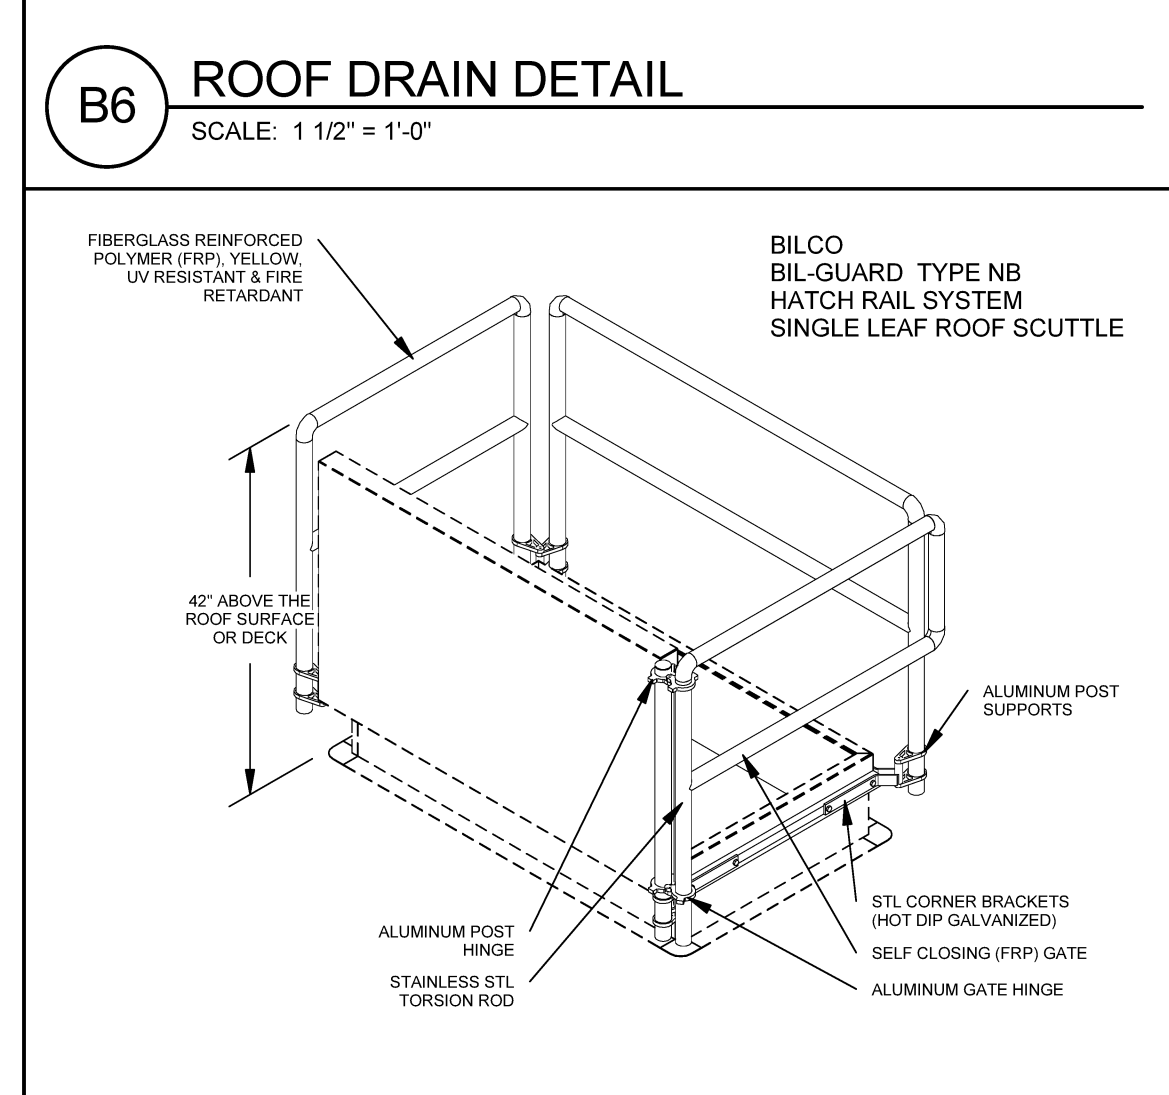 B6
ROOF DRAIN DETAIL
SCALE: 1 1/2" = 1'-0"
FIBERGLASS REINFORCED
POLYMER (FRP), YELLOW,
UV RESISTANT & FIRE
RETARDANT
BILCO
BIL-GUARD TYPE NB
HATCH RAIL SYSTEM
SINGLE LEAF ROOF SCUTTLE
42" ABOVE THE
ROOF SURFACE
OR DECK
ALUMINUM POST
SUPPORTS
STL CORNER BRACKETS
(HOT DIP GALVANIZED)
ALUMINUM POST
HINGE
SELF CLOSING (FRP) GATE
STAINLESS STL
TORSION ROD
ALUMINUM GATE HINGE